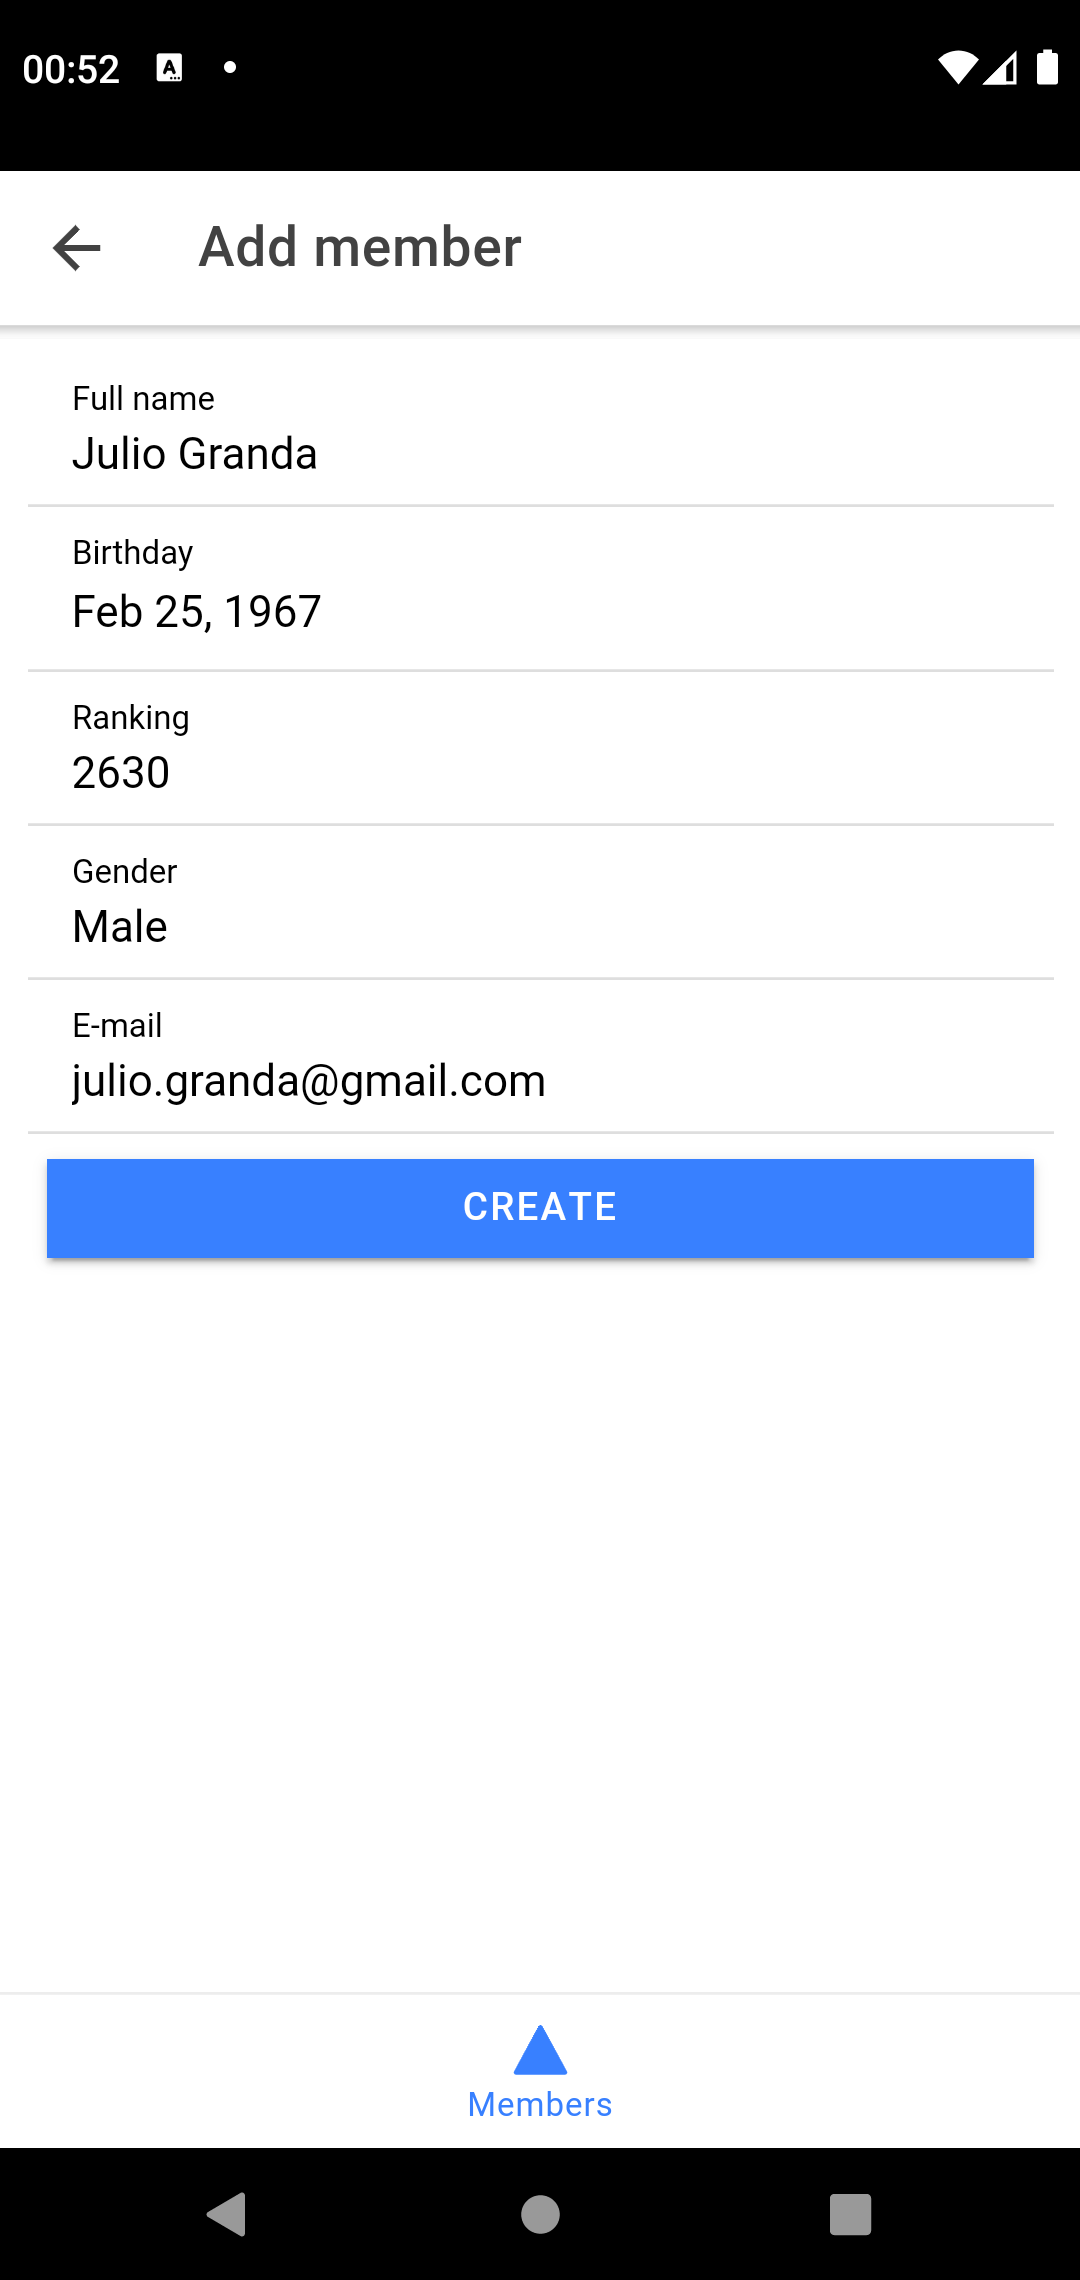 00:52
Add member
Full name
Julio Granda
Birthday
Feb 25, 1967
Ranking
2630
Gender
Male
E-mail
julio.granda@gmail.com
CREATE
Members